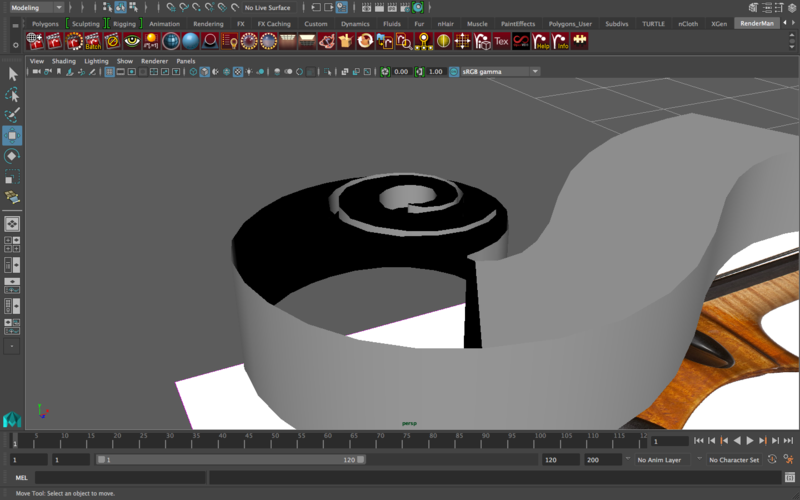 Modeling No Live Surface
Polygons Sculpting Rigging Animation Rendering FX FX Caching Custom Dynamics Fluids Fur nHair Muscle PaintEffects Polygons_User Subdivs TURTLE nCloth XGen RenderMan
Batch Tex Help Info
View Shading Lighting Show Renderer Panels
0.00 1.00 sRGB gamma
persp
1 5 10 15 20 25 30 35 40 45 50 55 60 65 70 75 80 85 90 95 100 105 110 115 12 1
1 1 1 120 120 200 No Anim Layer No Character Set
MEL
Move Tool: Select an object to move.